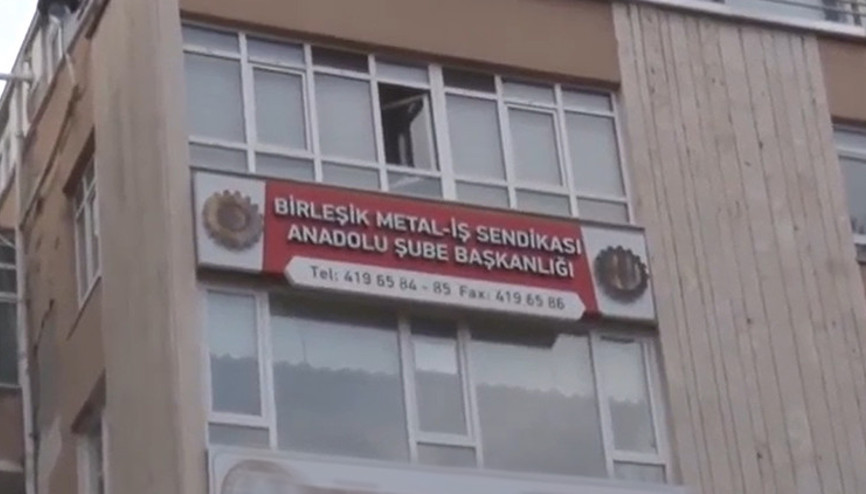 BİRLEŞİK METAL-İŞ SENDİKASI
ANADOLU ŞUBE BAŞKANLIĞI
Tel: 419 65 84 - 85 Fax: 419 65 86